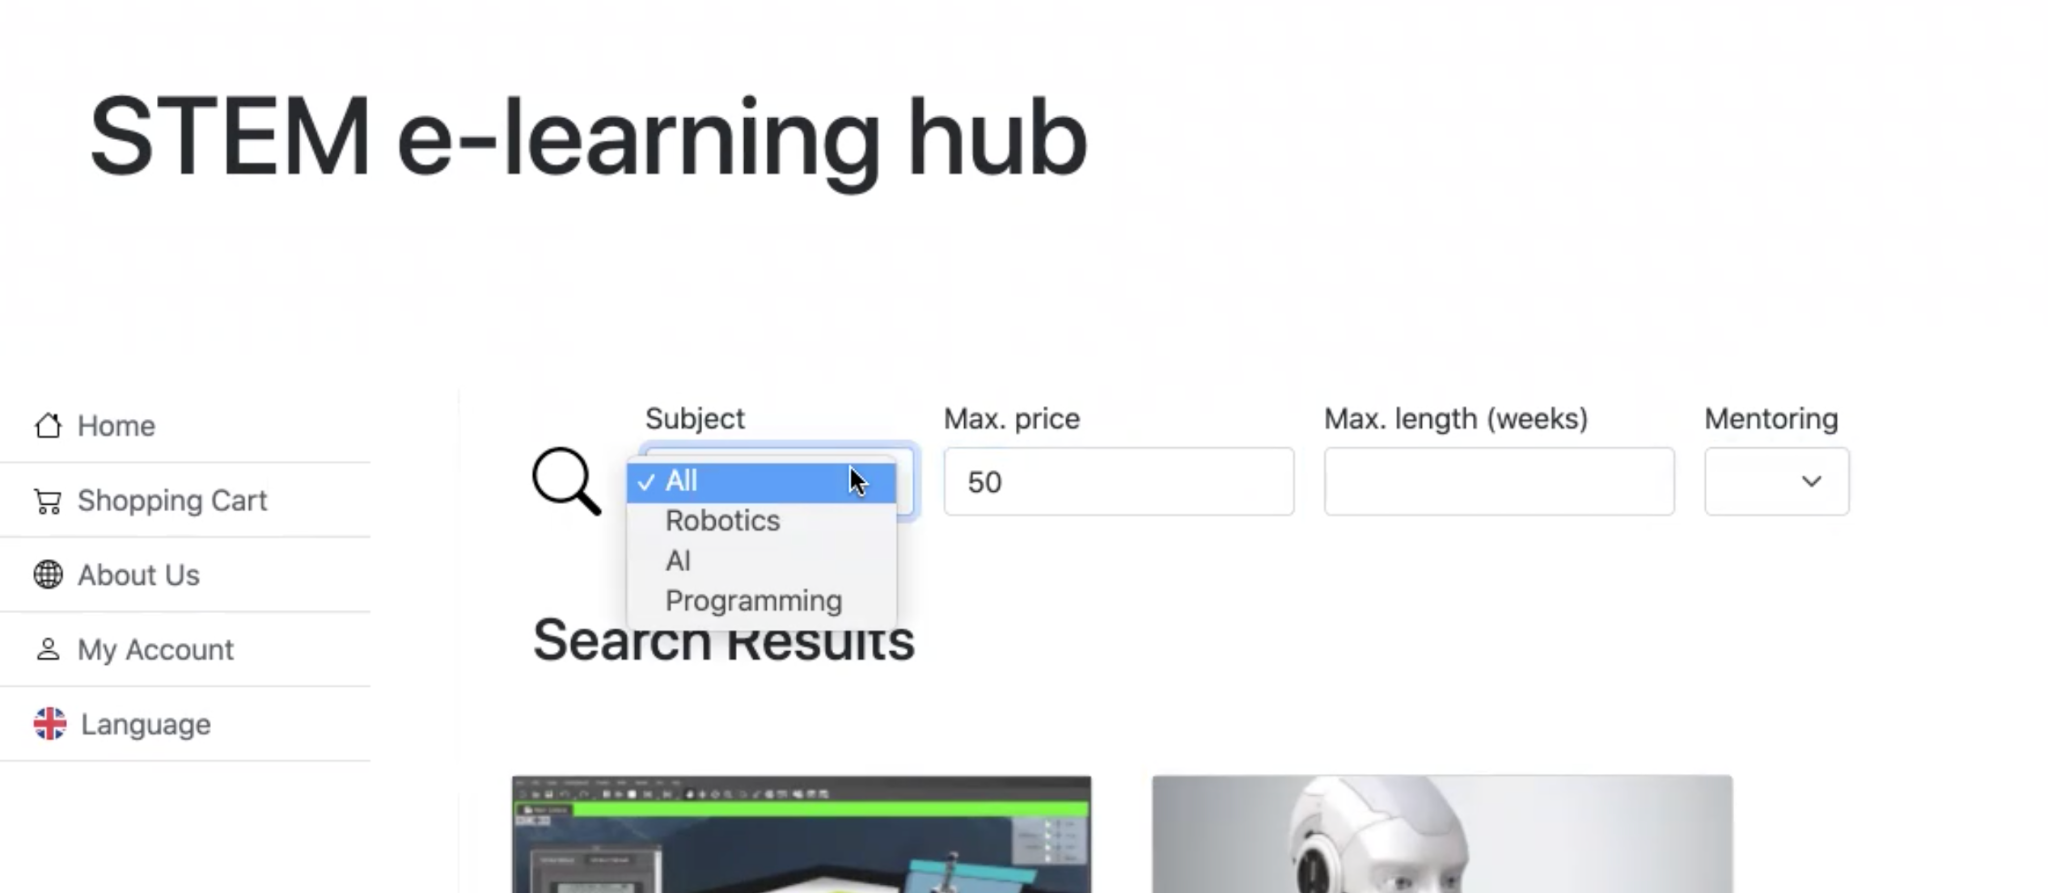 STEM e-learning hub
Home
Shopping Cart
About Us
My Account
Language
Subject
Max. price
Max. length (weeks)
Mentoring
✓ All
50
Robotics
AI
Programming
Search Results